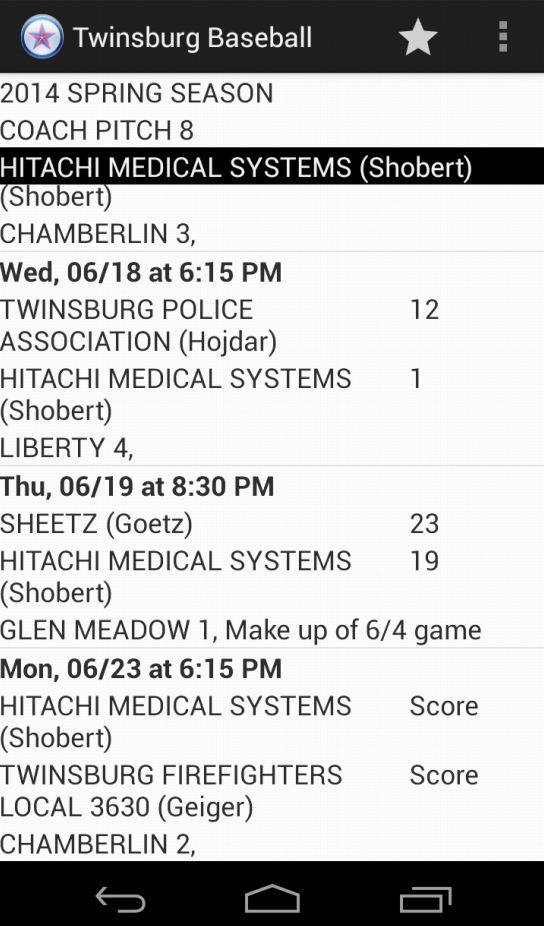 Twinsburg Baseball
2014 SPRING SEASON
COACH PITCH 8
HITACHI MEDICAL SYSTEMS (Shobert)
(Shobert)
CHAMBERLIN 3,
Wed, 06/18 at 6:15 PM
TWINSBURG POLICE 12
ASSOCIATION (Hojdar)
HITACHI MEDICAL SYSTEMS 1
(Shobert)
LIBERTY 4,
Thu, 06/19 at 8:30 PM
SHEETZ (Goetz) 23
HITACHI MEDICAL SYSTEMS 19
(Shobert)
GLEN MEADOW 1, Make up of 6/4 game
Mon, 06/23 at 6:15 PM
HITACHI MEDICAL SYSTEMS Score
(Shobert)
TWINSBURG FIREFIGHTERS Score
LOCAL 3630 (Geiger)
CHAMBERLIN 2,